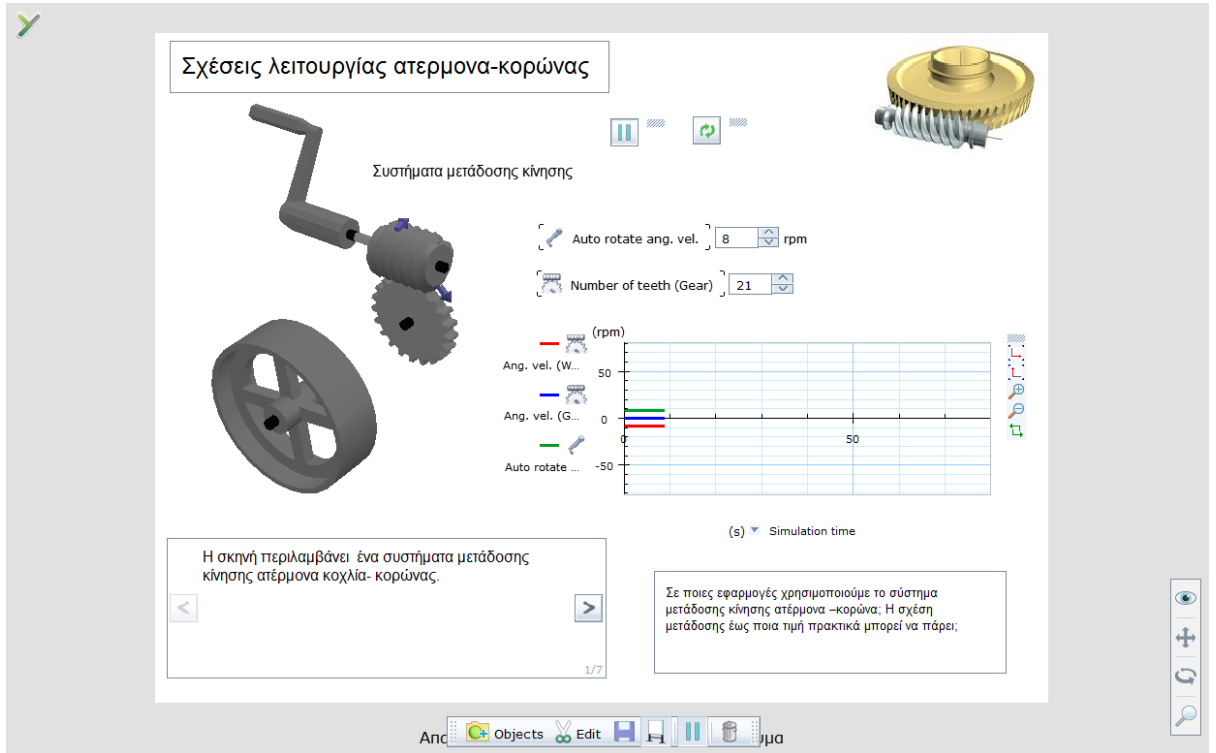 Σχέσεις λειτουργίας ατερμονα-κορώνας
Συστήματα μετάδοσης κίνησης
Auto rotate ang. vel. 8 rpm
Number of teeth (Gear) 21
(rpm)
Ang. vel. (W...
50
Ang. vel. (G...
0
0
50
Auto rotate ...
-50
(s) Simulation time
Η σκηνή περιλαμβάνει ένα συστήματα μετάδοσης
κίνησης ατέρμονα κοχλία- κορώνας.
<
>
1/7
Σε ποιες εφαρμογές χρησιμοποιούμε το σύστημα
μετάδοσης κίνησης ατέρμονα –κορώνα; Η σχέση
μετάδοσης έως ποια τιμή πρακτικά μπορεί να πάρει;
Objects Edit